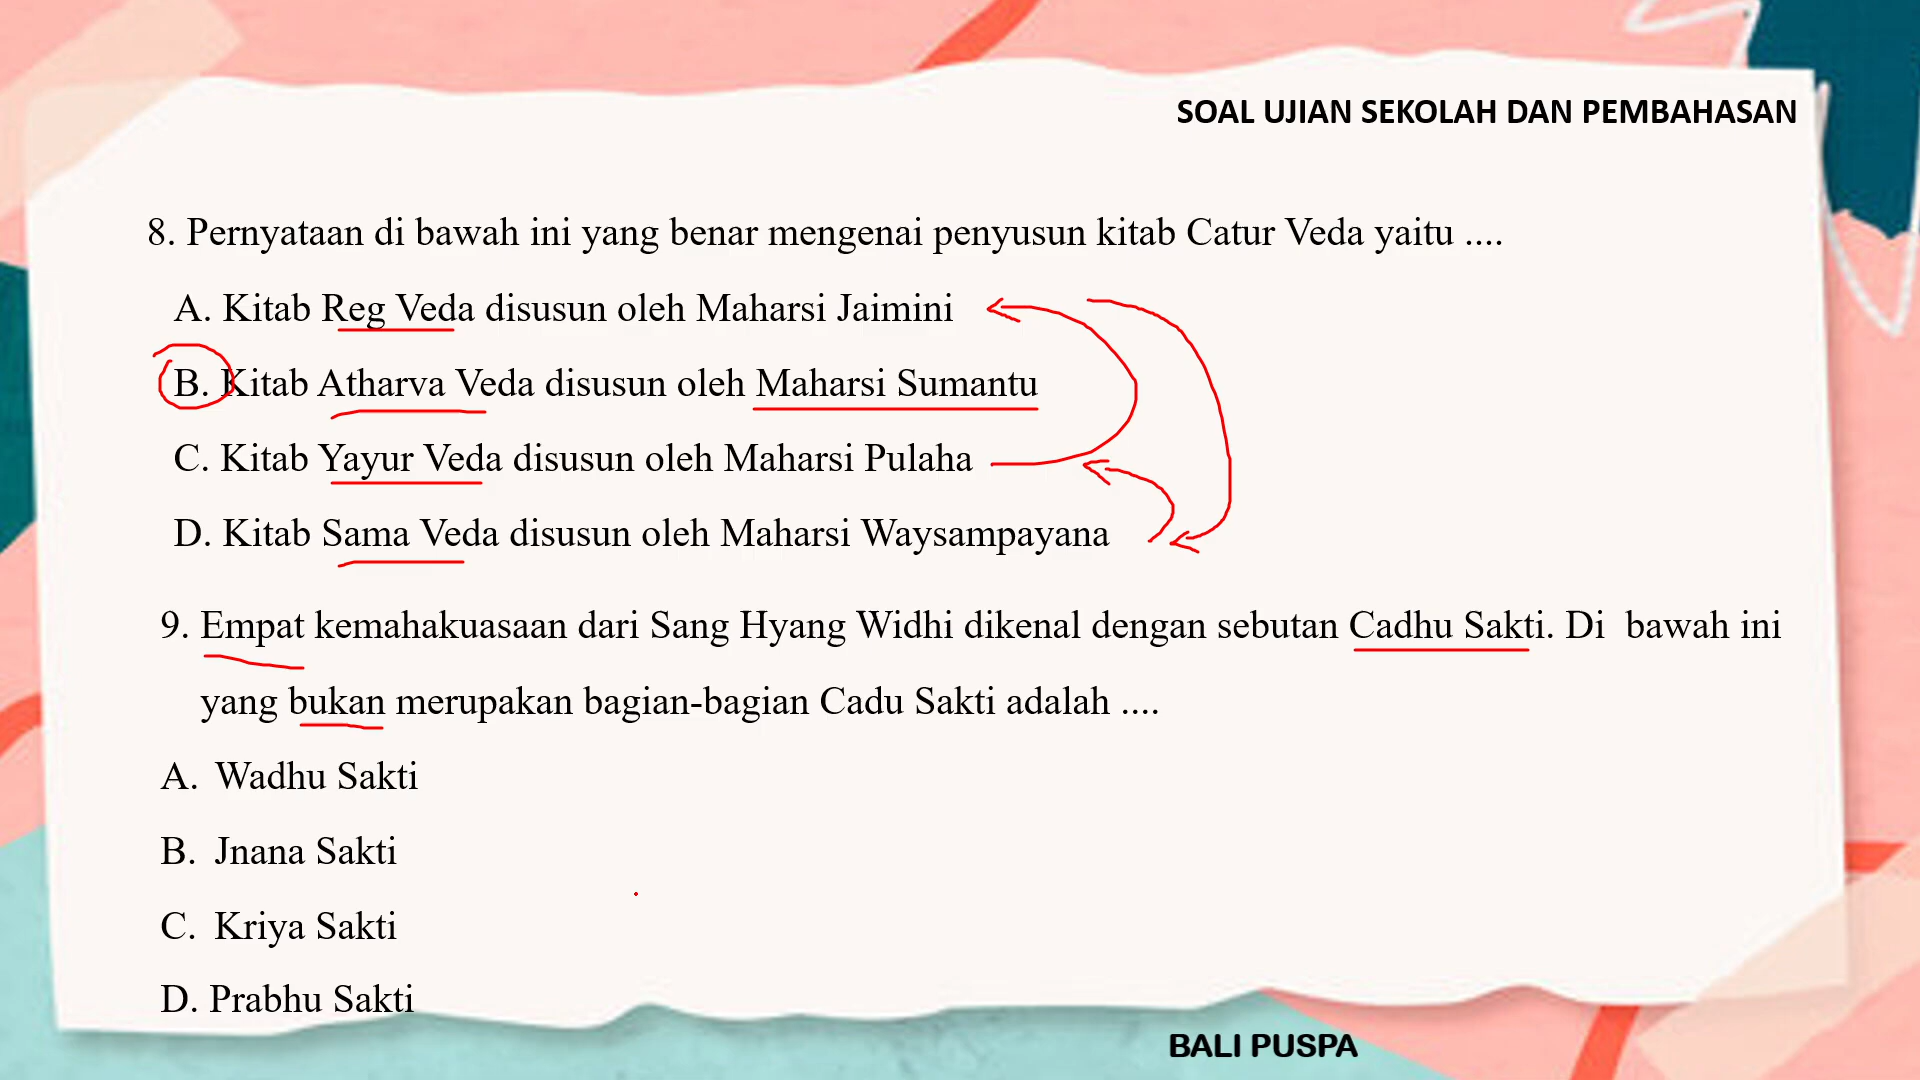 SOAL UJIAN SEKOLAH DAN PEMBAHASAN
8. Pernyataan di bawah ini yang benar mengenai penyusun kitab Catur Veda yaitu ....
A. Kitab Reg Veda disusun oleh Maharsi Jaimini
B. Kitab Atharva Veda disusun oleh Maharsi Sumantu
C. Kitab Yayur Veda disusun oleh Maharsi Pulaha
D. Kitab Sama Veda disusun oleh Maharsi Waysampayana
9. Empat kemahakuasaan dari Sang Hyang Widhi dikenal dengan sebutan Cadhu Sakti. Di bawah ini
yang bukan merupakan bagian-bagian Cadu Sakti adalah ....
A. Wadhu Sakti
B. Jnana Sakti
C. Kriya Sakti
D. Prabhu Sakti
BALI PUSPA